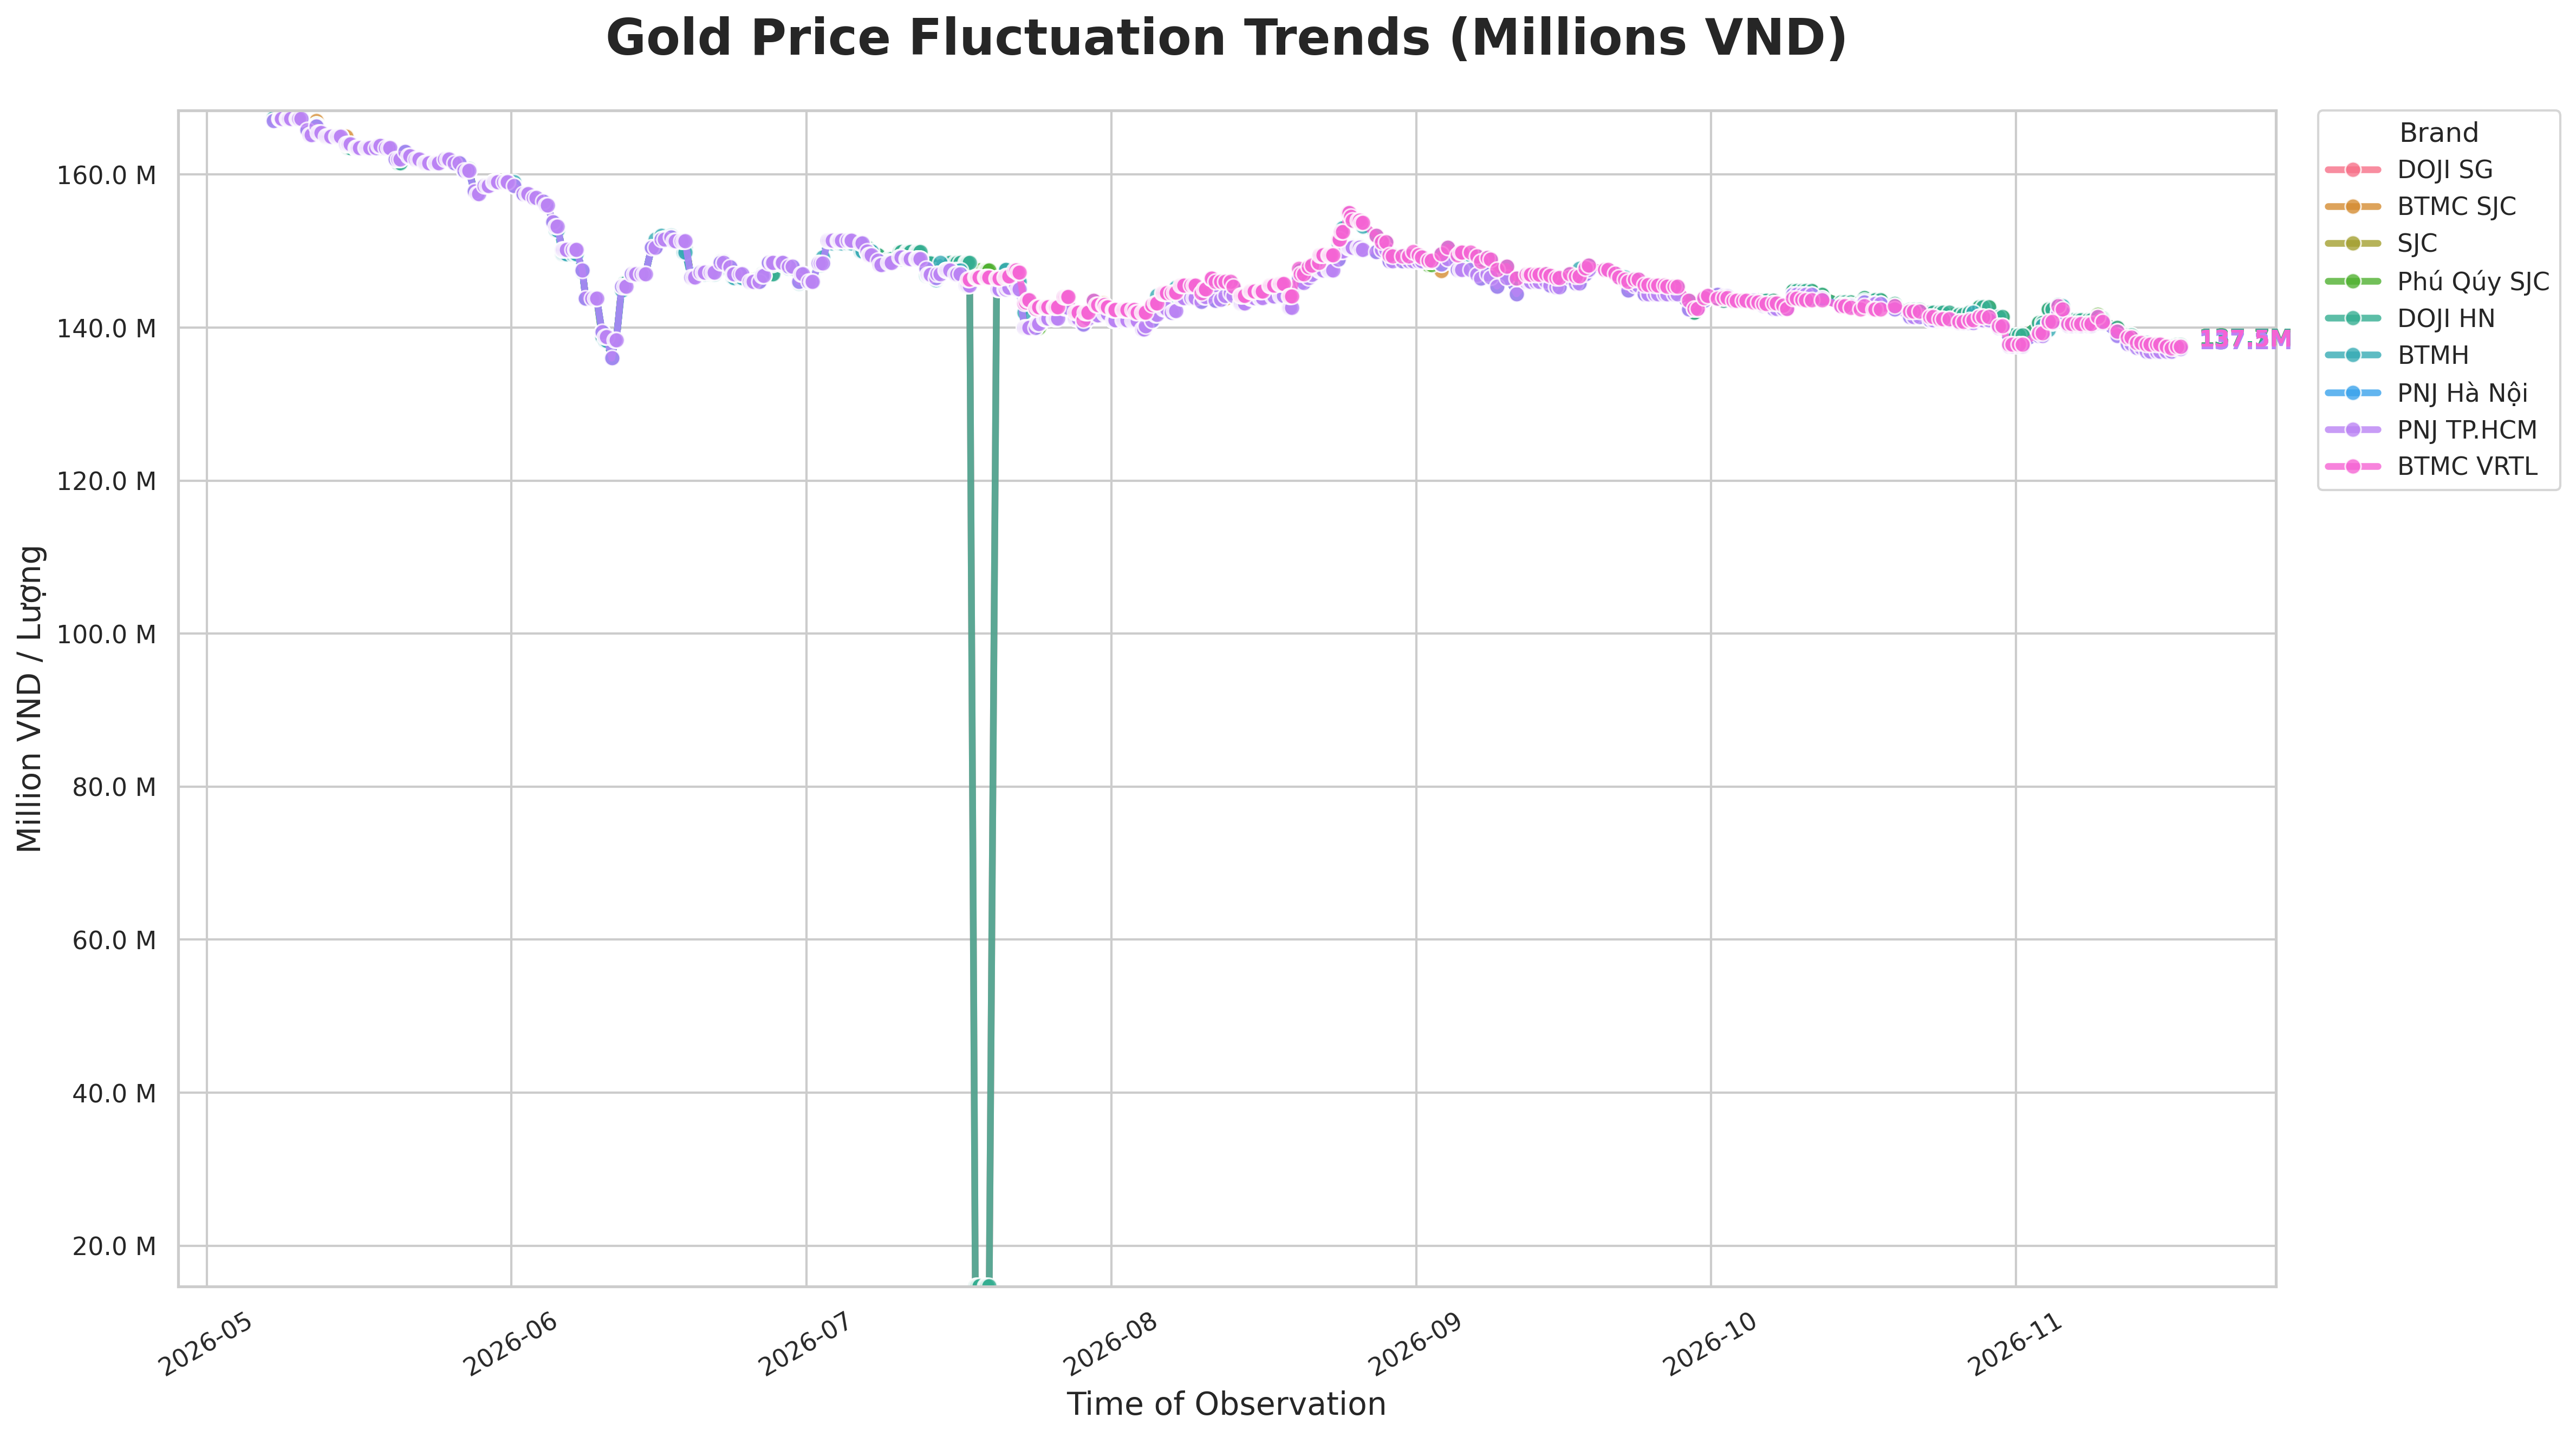 Gold Price Fluctuation Trends (Millions VND)
Brand
DOJI SG
BTMC SJC
SJC
Phú Qúy SJC
DOJI HN
BTMH
PNJ Hà Nội
PNJ TP.HCM
BTMC VRTL
Million VND / Lượng
160.0 M
140.0 M
120.0 M
100.0 M
80.0 M
60.0 M
40.0 M
20.0 M
2026-05
2026-06
2026-07
2026-08
2026-09
2026-10
2026-11
Time of Observation